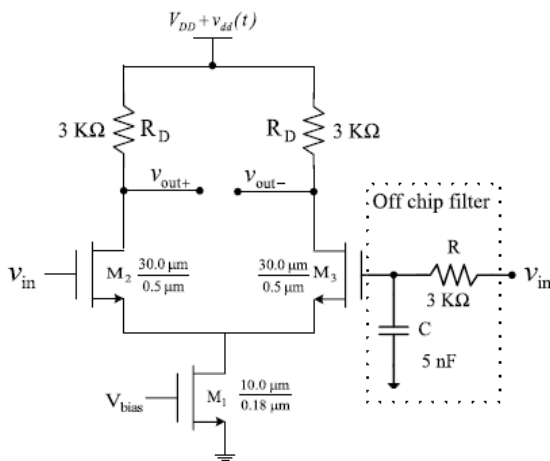 V_DD + v_dd(t)
3 KΩ R_D
R_D 3 KΩ
v_out+
v_out−
Off chip filter
v_in
M_2 30.0 μm / 0.5 μm
30.0 μm / 0.5 μm M_3
R
3 KΩ
v_in
C
5 nF
V_bias
M_1 10.0 μm / 0.18 μm